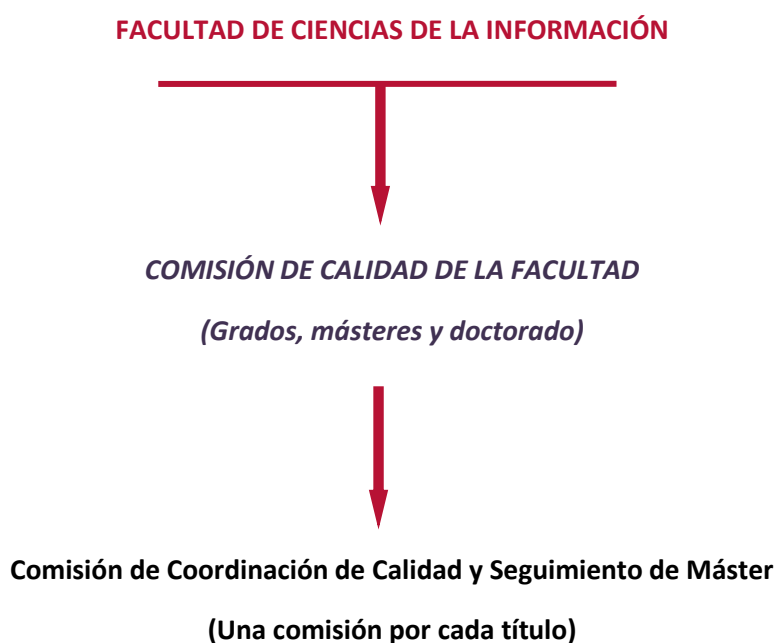 FACULTAD DE CIENCIAS DE LA INFORMACIÓN
COMISIÓN DE CALIDAD DE LA FACULTAD
(Grados, másteres y doctorado)
Comisión de Coordinación de Calidad y Seguimiento de Máster
(Una comisión por cada título)